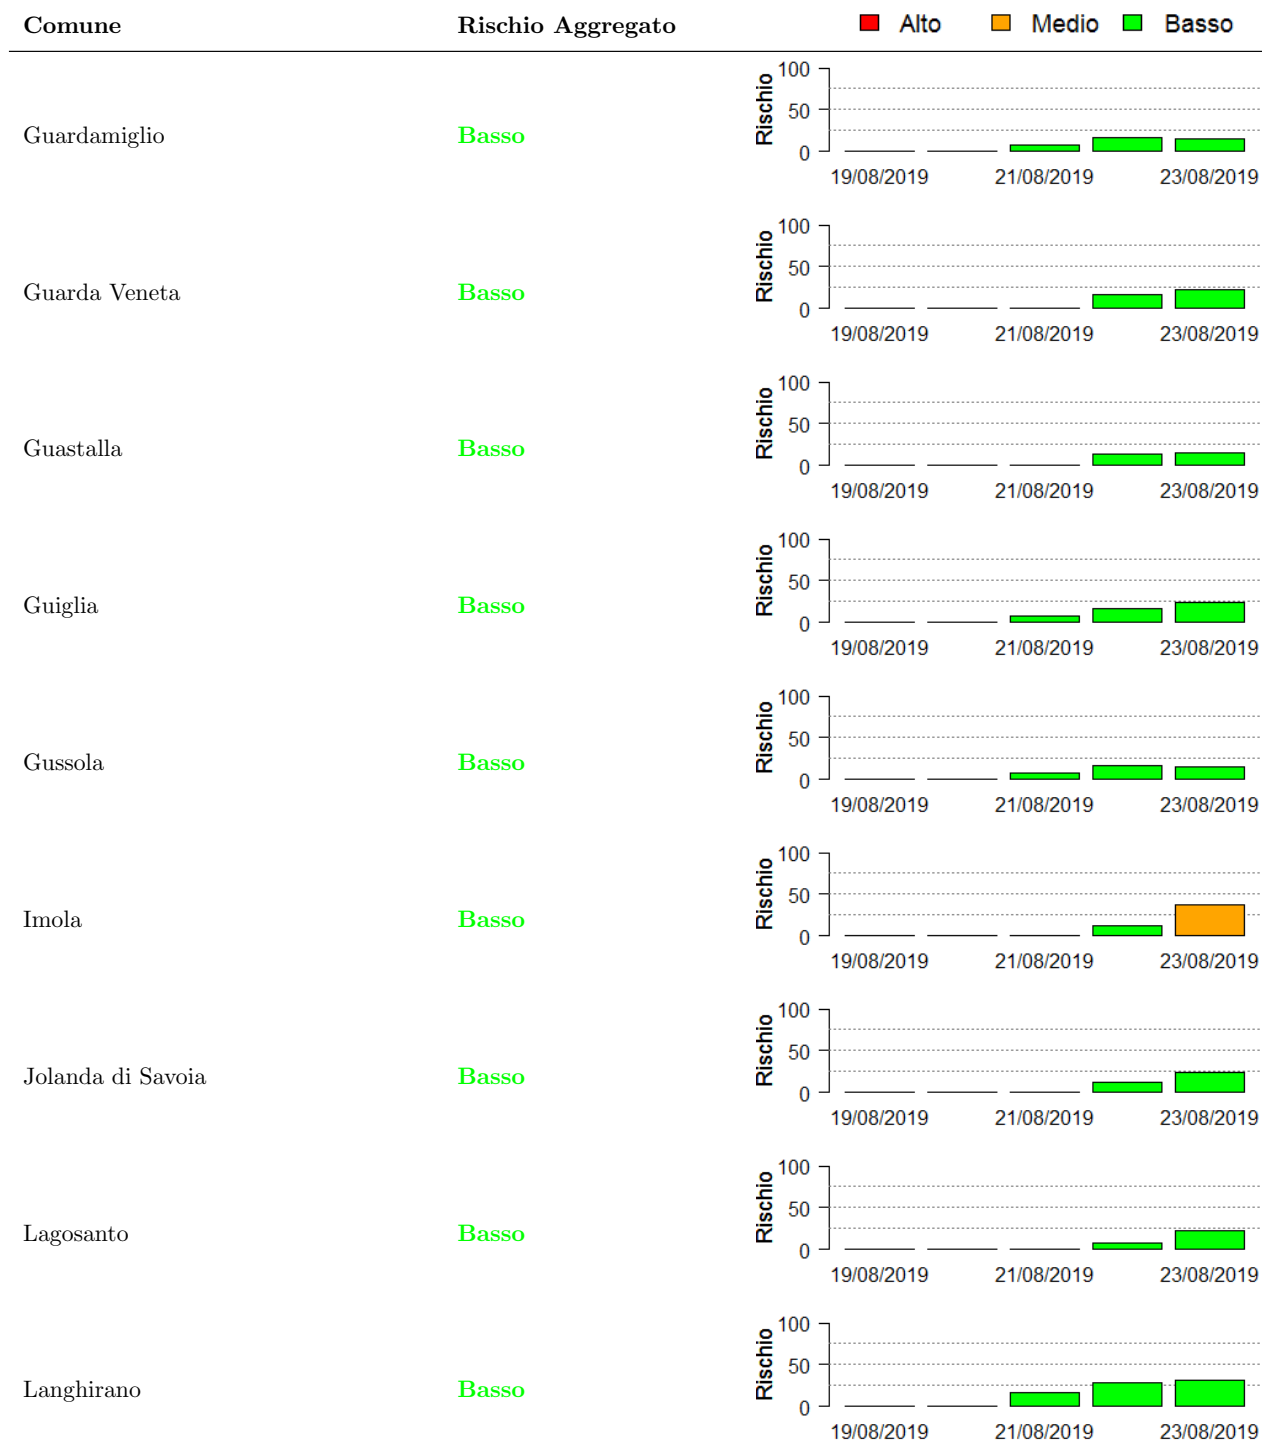 Comune Rischio Aggregato Alto Medio Basso
100
50
0
Rischio
Guardamiglio Basso
19/08/2019 21/08/2019 23/08/2019
100
50
0
Rischio
Guarda Veneta Basso
19/08/2019 21/08/2019 23/08/2019
100
50
0
Rischio
Guastalla Basso
19/08/2019 21/08/2019 23/08/2019
100
50
0
Rischio
Guiglia Basso
19/08/2019 21/08/2019 23/08/2019
100
50
0
Rischio
Gussola Basso
19/08/2019 21/08/2019 23/08/2019
100
50
0
Rischio
Imola Basso
19/08/2019 21/08/2019 23/08/2019
100
50
0
Rischio
Jolanda di Savoia Basso
19/08/2019 21/08/2019 23/08/2019
100
50
0
Rischio
Lagosanto Basso
19/08/2019 21/08/2019 23/08/2019
100
50
0
Rischio
Langhirano Basso
19/08/2019 21/08/2019 23/08/2019